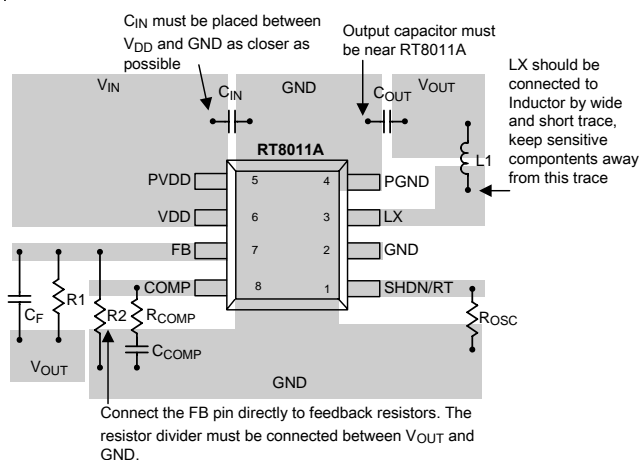 CIN must be placed between
VDD and GND as closer as
possible
Output capacitor must
be near RT8011A
LX should be
connected to
Inductor by wide
and short trace,
keep sensitive
compontents away
from this trace
VIN
CIN
GND
COUT
VOUT
L1
RT8011A
PVDD
5
4
PGND
VDD
6
3
LX
FB
7
2
GND
COMP
8
1
SHDN/RT
CF
R1
R2
RCOMP
CCOMP
ROSC
VOUT
GND
Connect the FB pin directly to feedback resistors. The
resistor divider must be connected between VOUT and
GND.